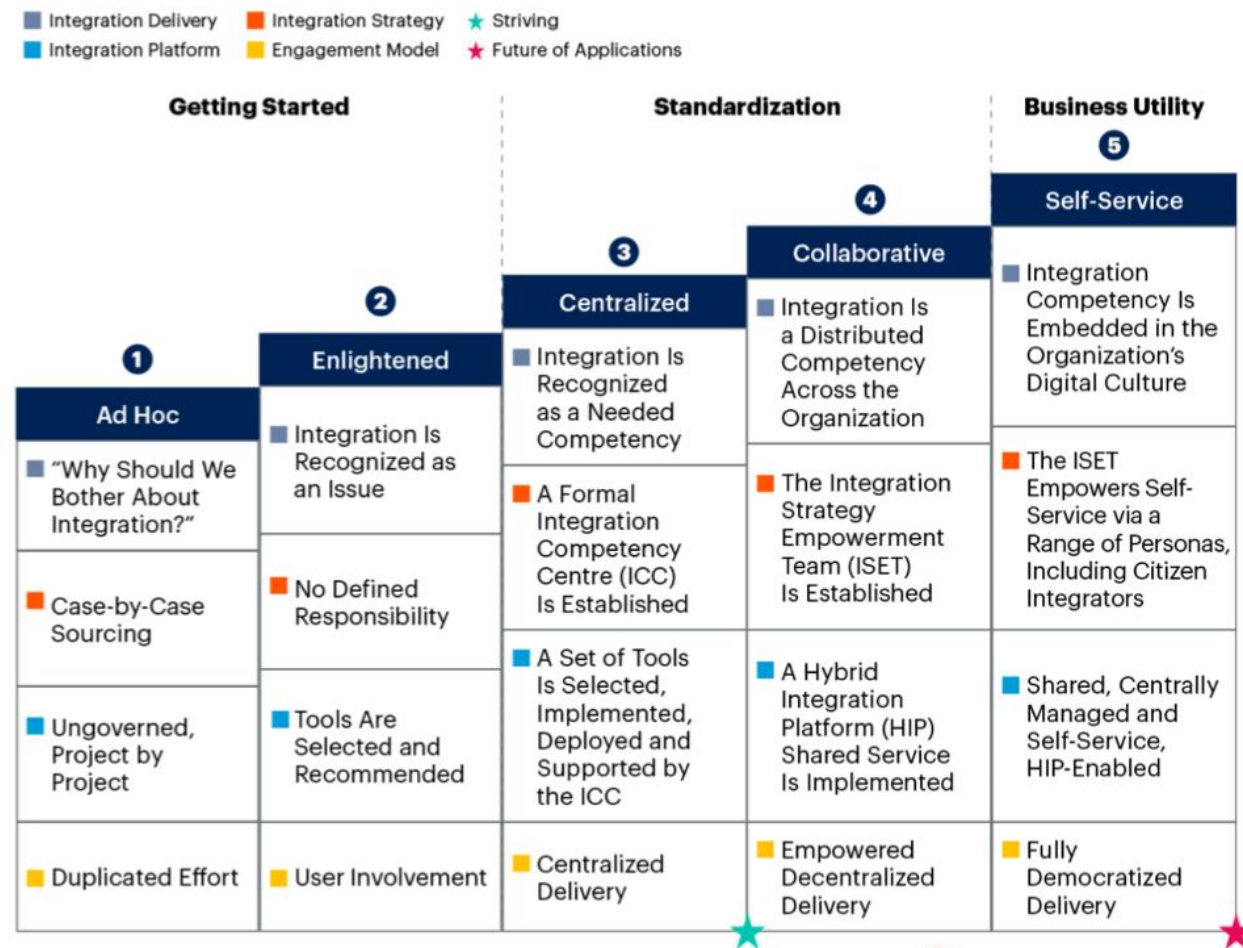 Integration Delivery
Integration Strategy
Striving
Integration Platform
Engagement Model
Future of Applications
Getting Started
Standardization
Business Utility
1
Ad Hoc
"Why Should We
Bother About
Integration?"
Case-by-Case
Sourcing
Ungoverned,
Project by
Project
Duplicated Effort
2
Enlightened
Integration Is
Recognized as
an Issue
No Defined
Responsibility
Tools Are
Selected and
Recommended
User Involvement
3
Centralized
Integration Is
Recognized
as a Needed
Competency
A Formal
Integration
Competency
Centre (ICC)
Is Established
A Set of Tools
Is Selected,
Implemented,
Deployed and
Supported by
the ICC
Centralized
Delivery
4
Collaborative
Integration Is
a Distributed
Competency
Across the
Organization
The Integration
Strategy
Empowerment
Team (ISET)
Is Established
A Hybrid
Integration
Platform (HIP)
Shared Service
Is Implemented
Empowered
Decentralized
Delivery
5
Self-Service
Integration
Competency Is
Embedded in the
Organization's
Digital Culture
The ISET
Empowers Self-
Service via a
Range of Personas,
Including Citizen
Integrators
Shared, Centrally
Managed and
Self-Service,
HIP-Enabled
Fully
Democratized
Delivery